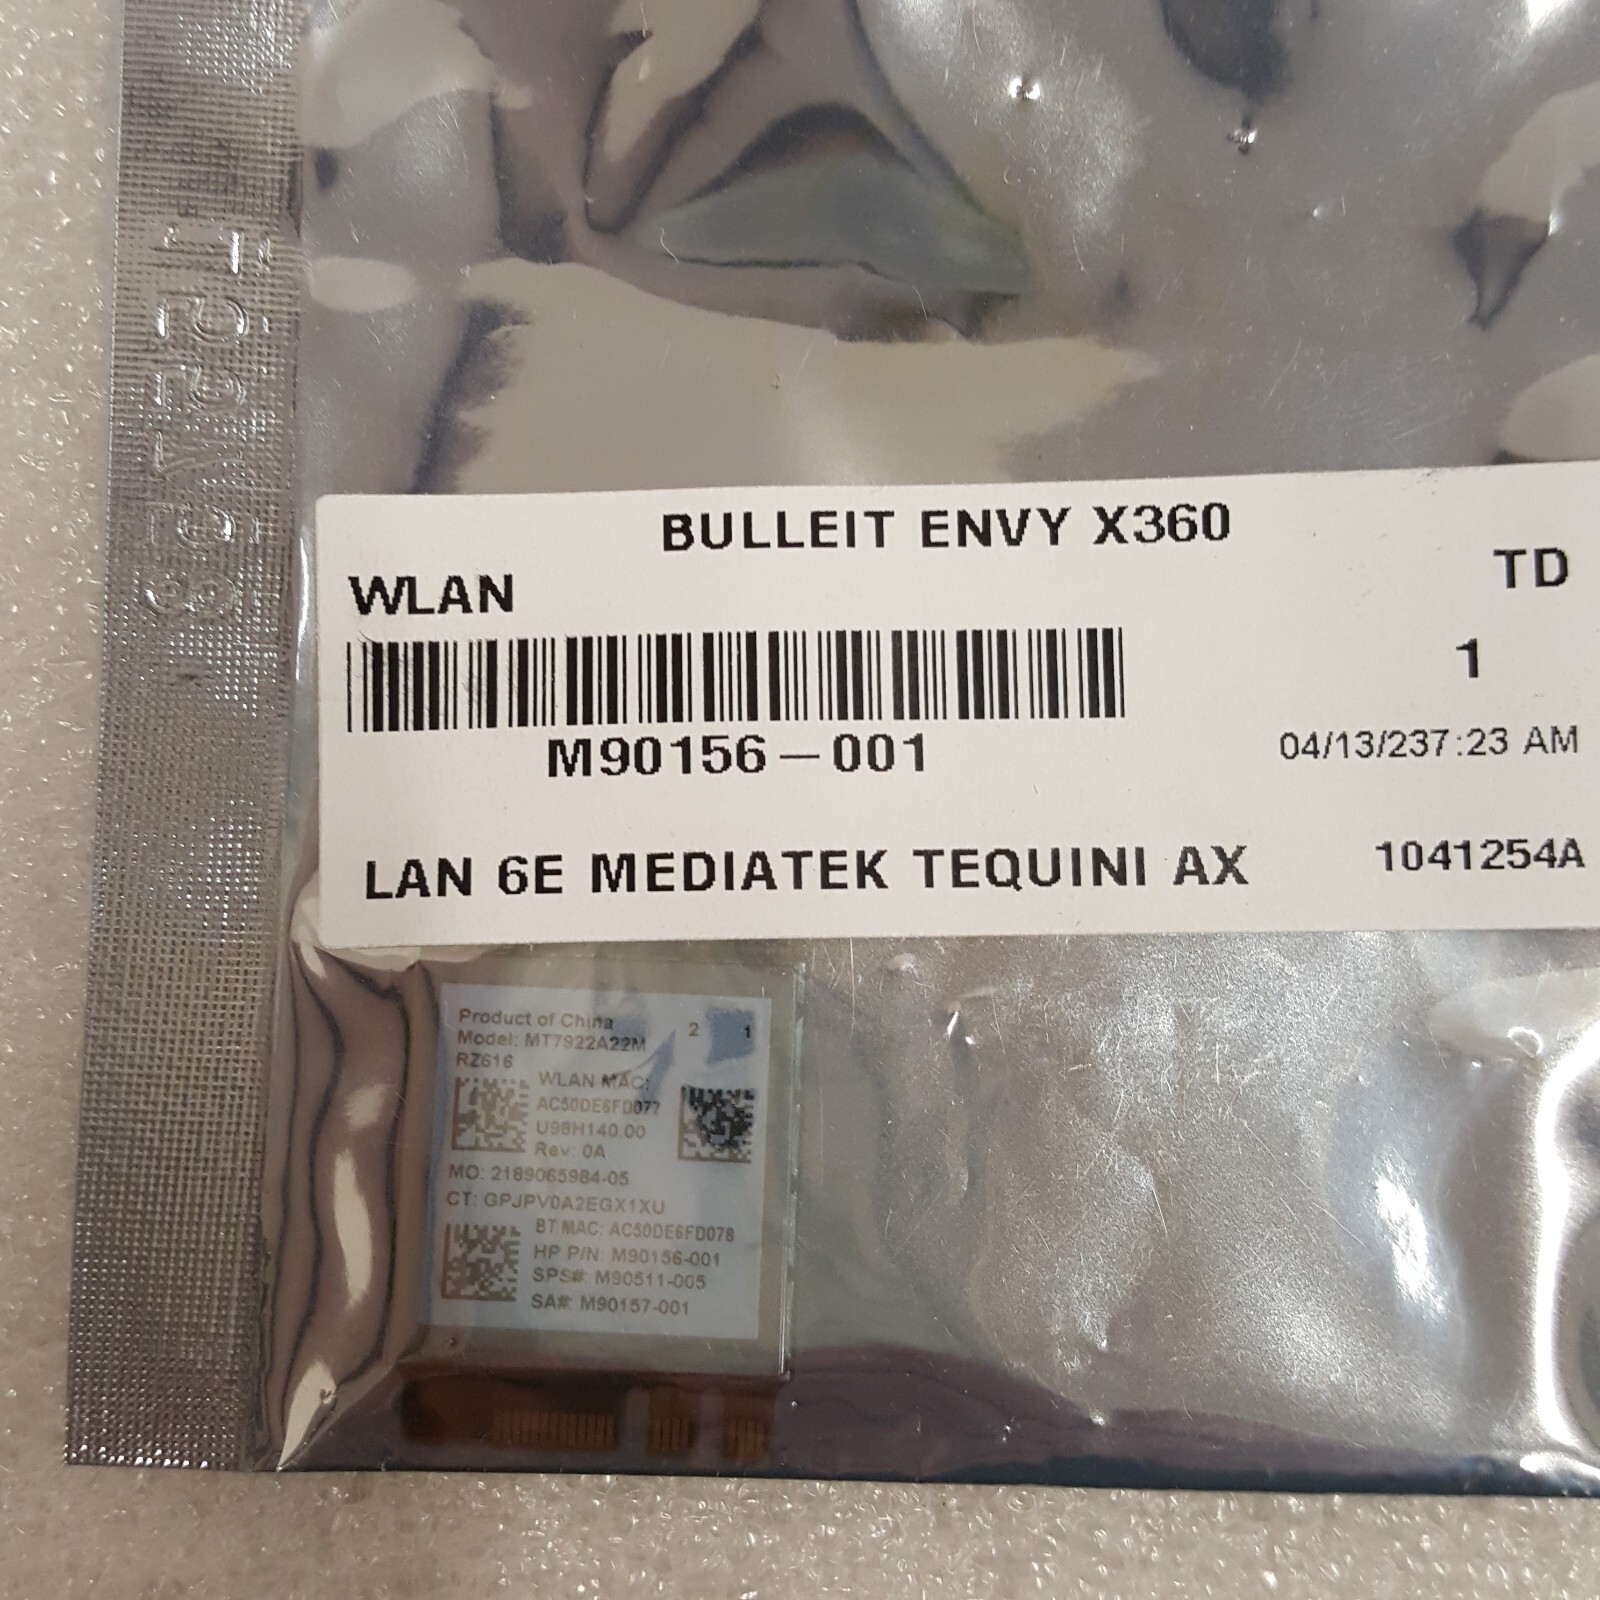 BULLEIT ENVY X360
WLAN
TD
1
M90156-001
04/13/237:23 AM
LAN 6E MEDIATEK TEQUINI AX
1041254A
Product of China
2 1
Model: MT7922A22M
RZ616
WLAN MAC:
AC50DE6FD077
U98H140.00
Rev: 0A
MO: 2189065984-05
CT: GPJPV0A2EGX1XU
BT MAC: AC50DE6FD078
HP P/N: M90156-001
SPS#: M90511-005
SA#: M90157-001